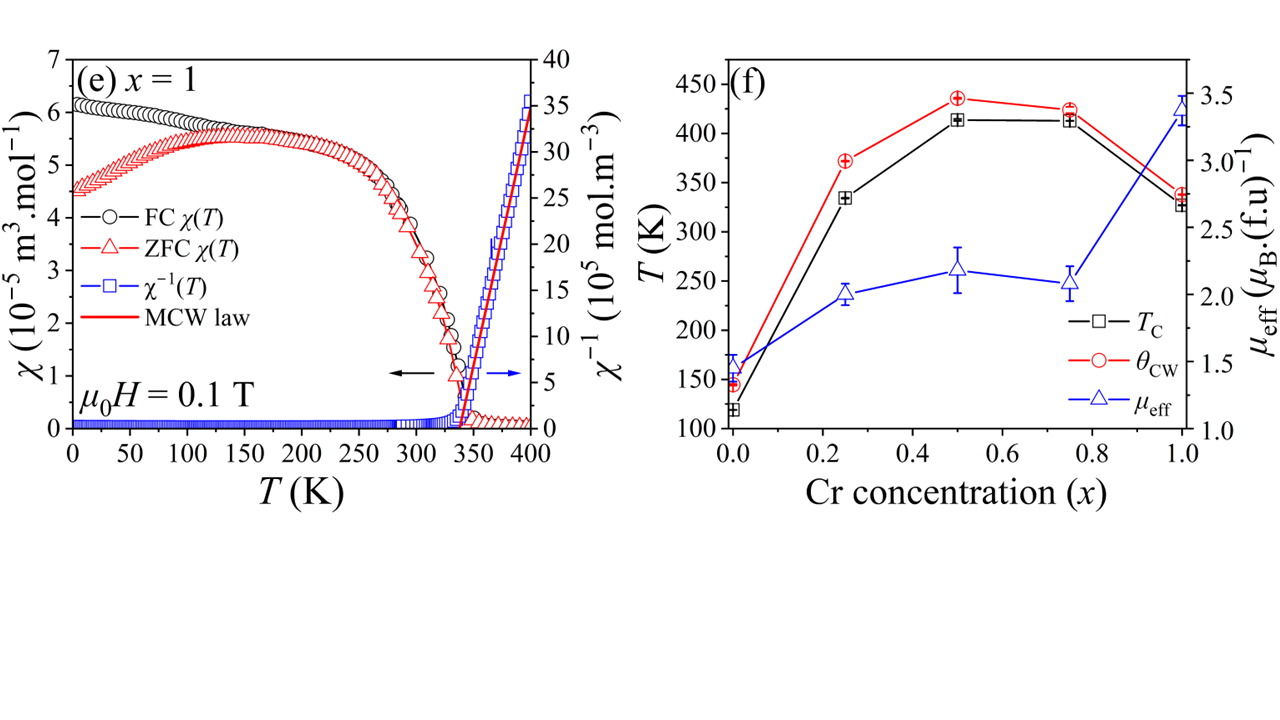 (e) x = 1
7
6
5
4
3
2
1
0
χ (10⁻⁵ m³.mol⁻¹)
FC χ(T)
ZFC χ(T)
χ⁻¹(T)
MCW law
μ₀H = 0.1 T
40
35
30
25
20
15
10
5
0
χ⁻¹ (10⁵ mol.m⁻³)
0 50 100 150 200 250 300 350 400
T (K)
(f)
450
400
350
300
250
200
150
100
T (K)
T_C
θ_CW
μ_eff
3.5
3.0
2.5
2.0
1.5
1.0
μ_eff (μ_B.(f.u)⁻¹)
0.0 0.2 0.4 0.6 0.8 1.0
Cr concentration (x)